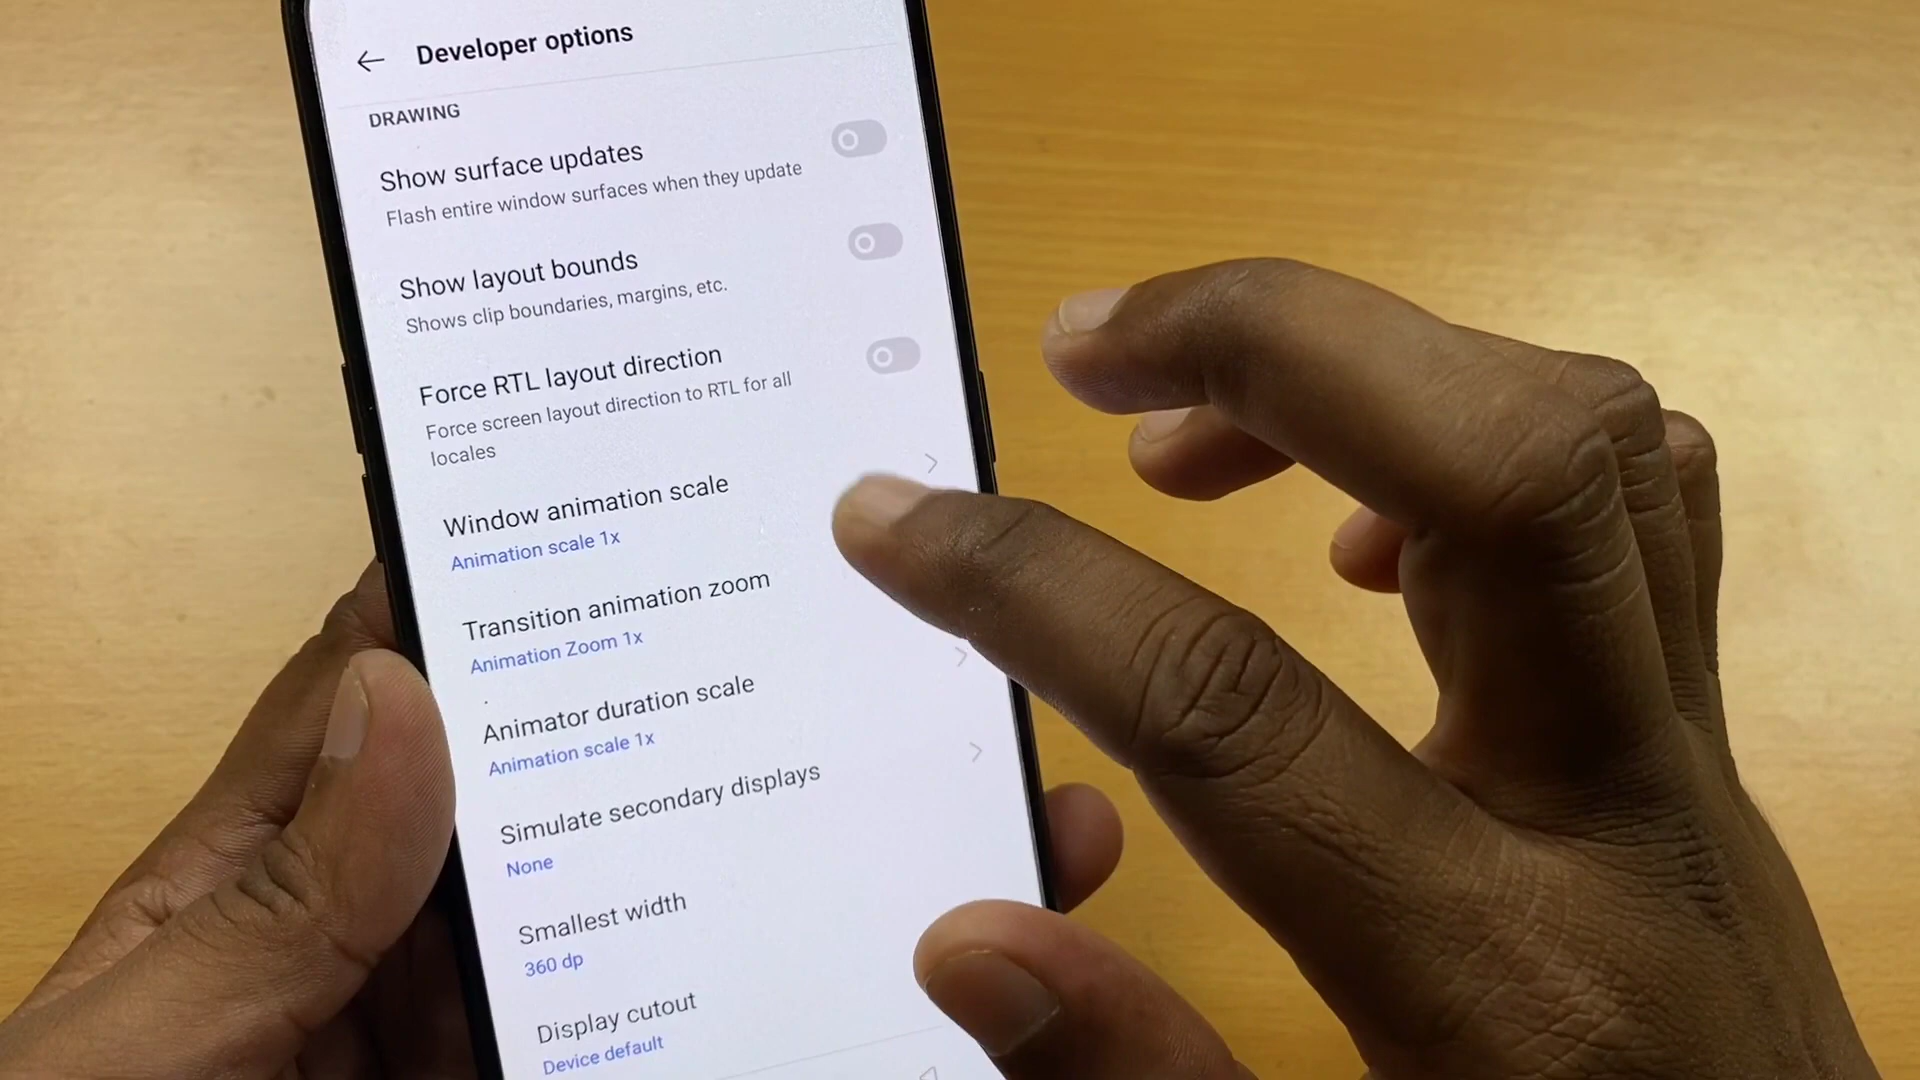 Developer options
DRAWING
Show surface updates
Flash entire window surfaces when they update
Show layout bounds
Shows clip boundaries, margins, etc.
Force RTL layout direction
Force screen layout direction to RTL for all
locales
Window animation scale
Animation scale 1x
Transition animation zoom
Animation Zoom 1x
Animator duration scale
Animation scale 1x
Simulate secondary displays
None
Smallest width
360 dp
Display cutout
Device default